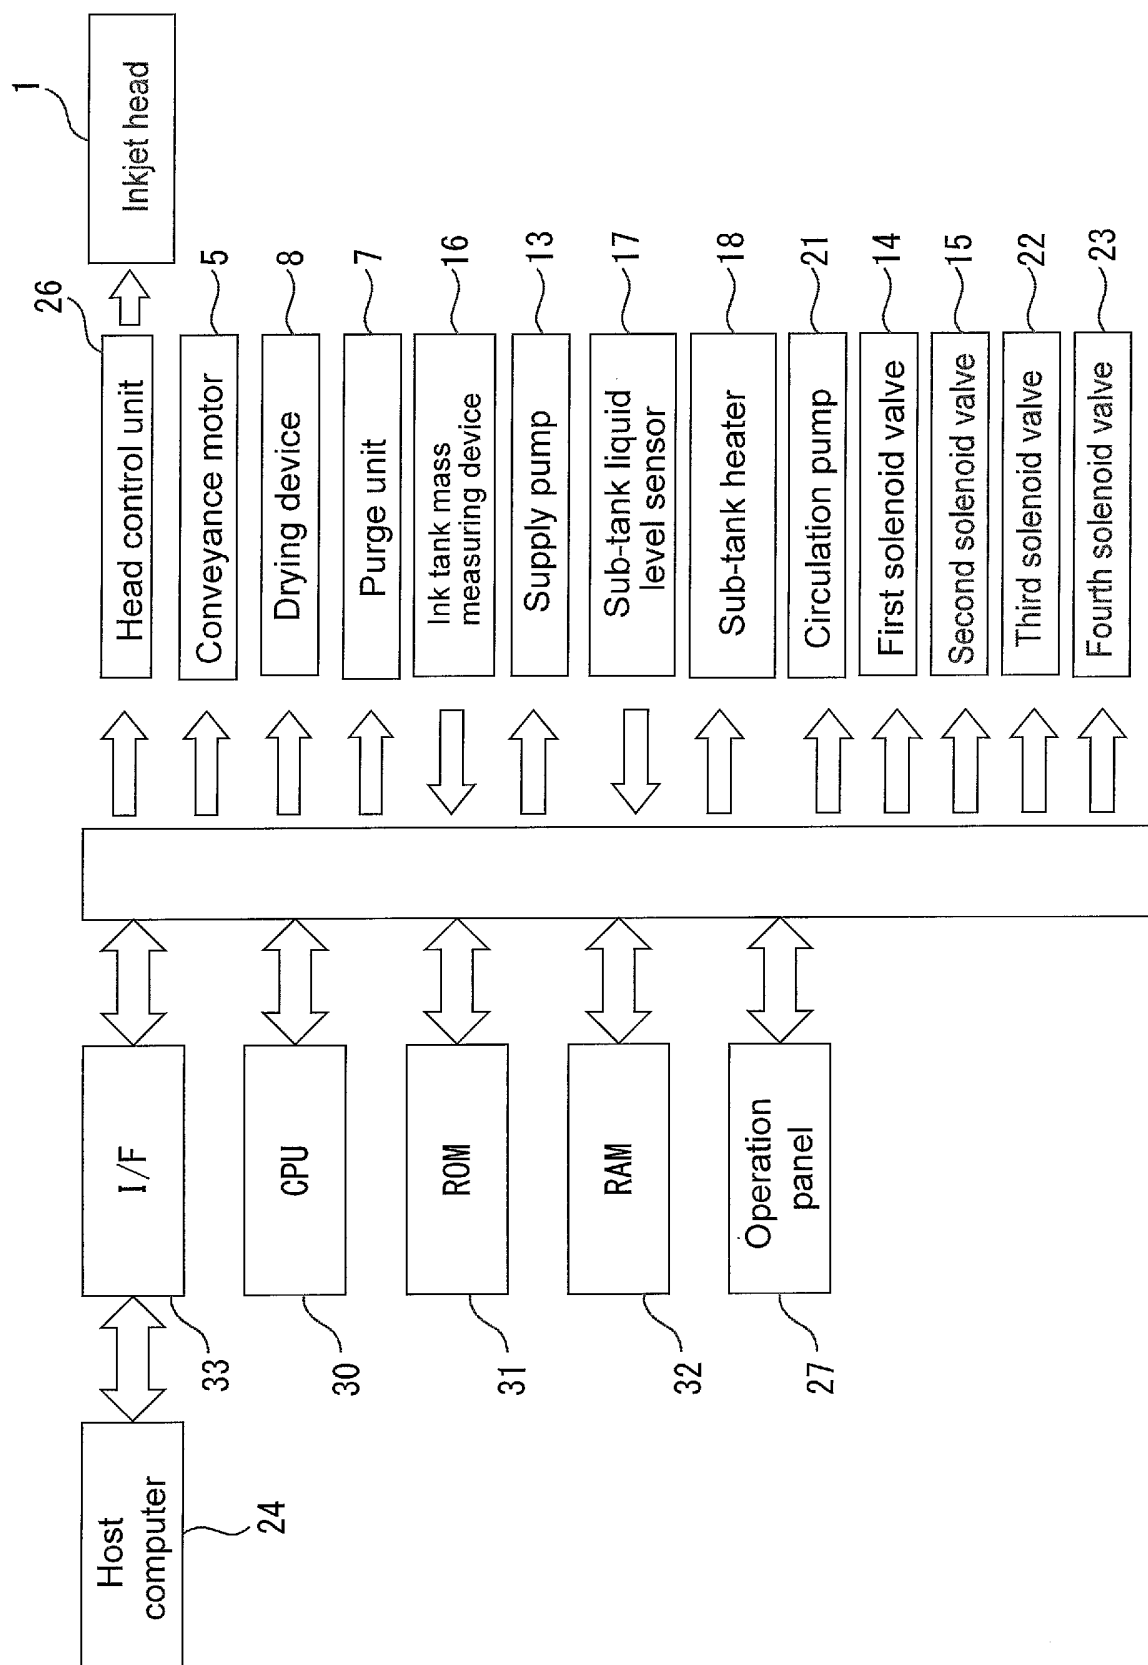 Host
computer
24
I/F
33
CPU
30
ROM
31
RAM
32
Operation
panel
27
Head control unit
26
Inkjet head
1
Conveyance motor
5
Drying device
8
Purge unit
7
Ink tank mass
measuring device
16
Supply pump
13
Sub-tank liquid
level sensor
17
Sub-tank heater
18
Circulation pump
21
First solenoid valve
14
Second solenoid valve
15
Third solenoid valve
22
Fourth solenoid valve
23